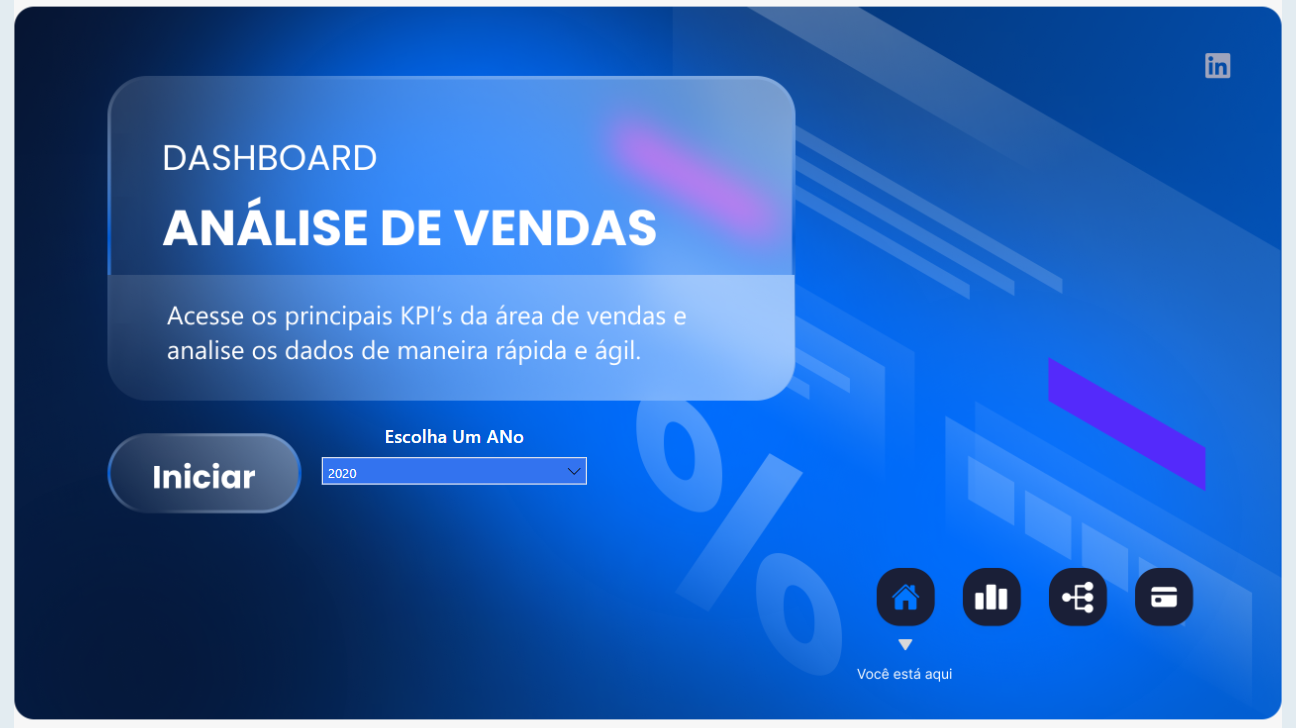 in
DASHBOARD
ANÁLISE DE VENDAS
Acesse os principais KPI’s da área de vendas e
analise os dados de maneira rápida e ágil.
Iniciar
Escolha Um ANo
2020
%
Você está aqui